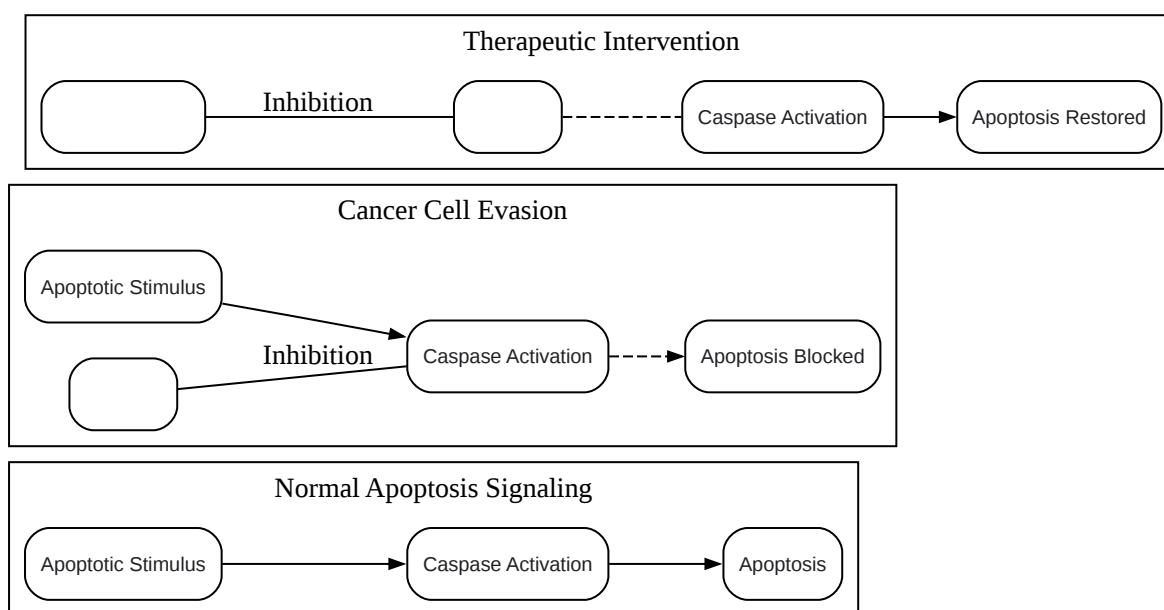 Therapeutic Intervention
Inhibition
Caspase Activation
Apoptosis Restored
Cancer Cell Evasion
Apoptotic Stimulus
Inhibition
Caspase Activation
Apoptosis Blocked
Normal Apoptosis Signaling
Apoptotic Stimulus
Caspase Activation
Apoptosis